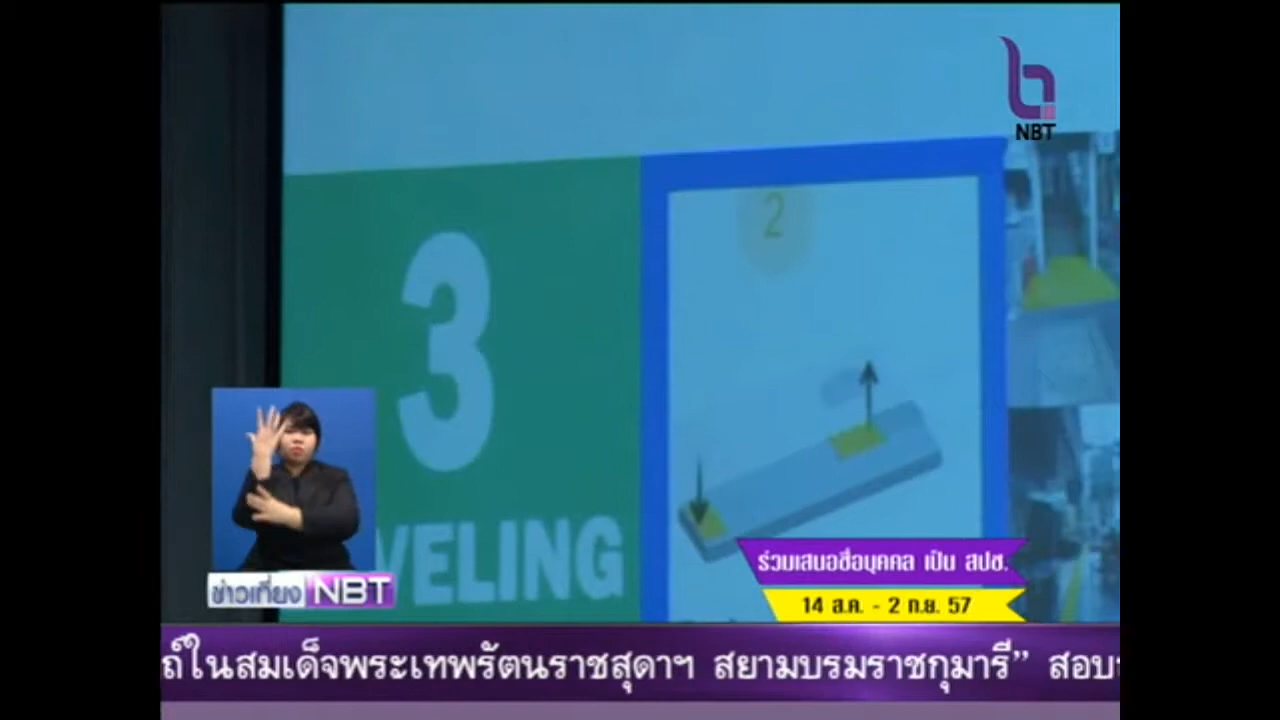 NBT
2
3
VELING
ร่วมเสนอชื่อบุคคล เป็น สปช.
14 ส.ค. - 2 ก.ย. 57
ข่าวเที่ยง NBT
ถ์ในสมเด็จพระเทพรัตนราชสุดาฯ สยามบรมราชกุมารี” สอบ